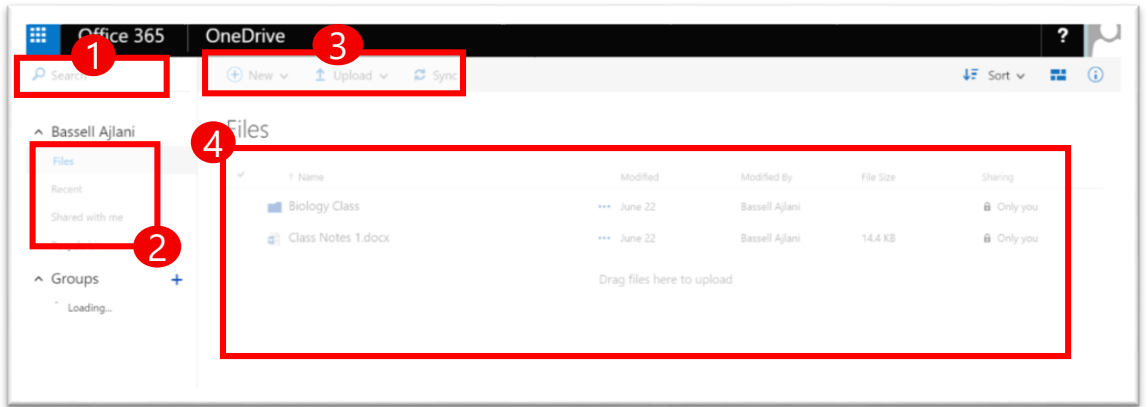 Office 365 OneDrive ?
1 3
Search New Upload Sync Sort
Bassell Ajlani
Files
4
Files
Name Modified Modified By File Size Sharing
Recent
Biology Class ••• June 22 Bassell Ajlani Only you
Shared with me
Class Notes 1.docx ••• June 22 Bassell Ajlani 14.4 KB Only you
2
Groups +
Drag files here to upload
Loading...